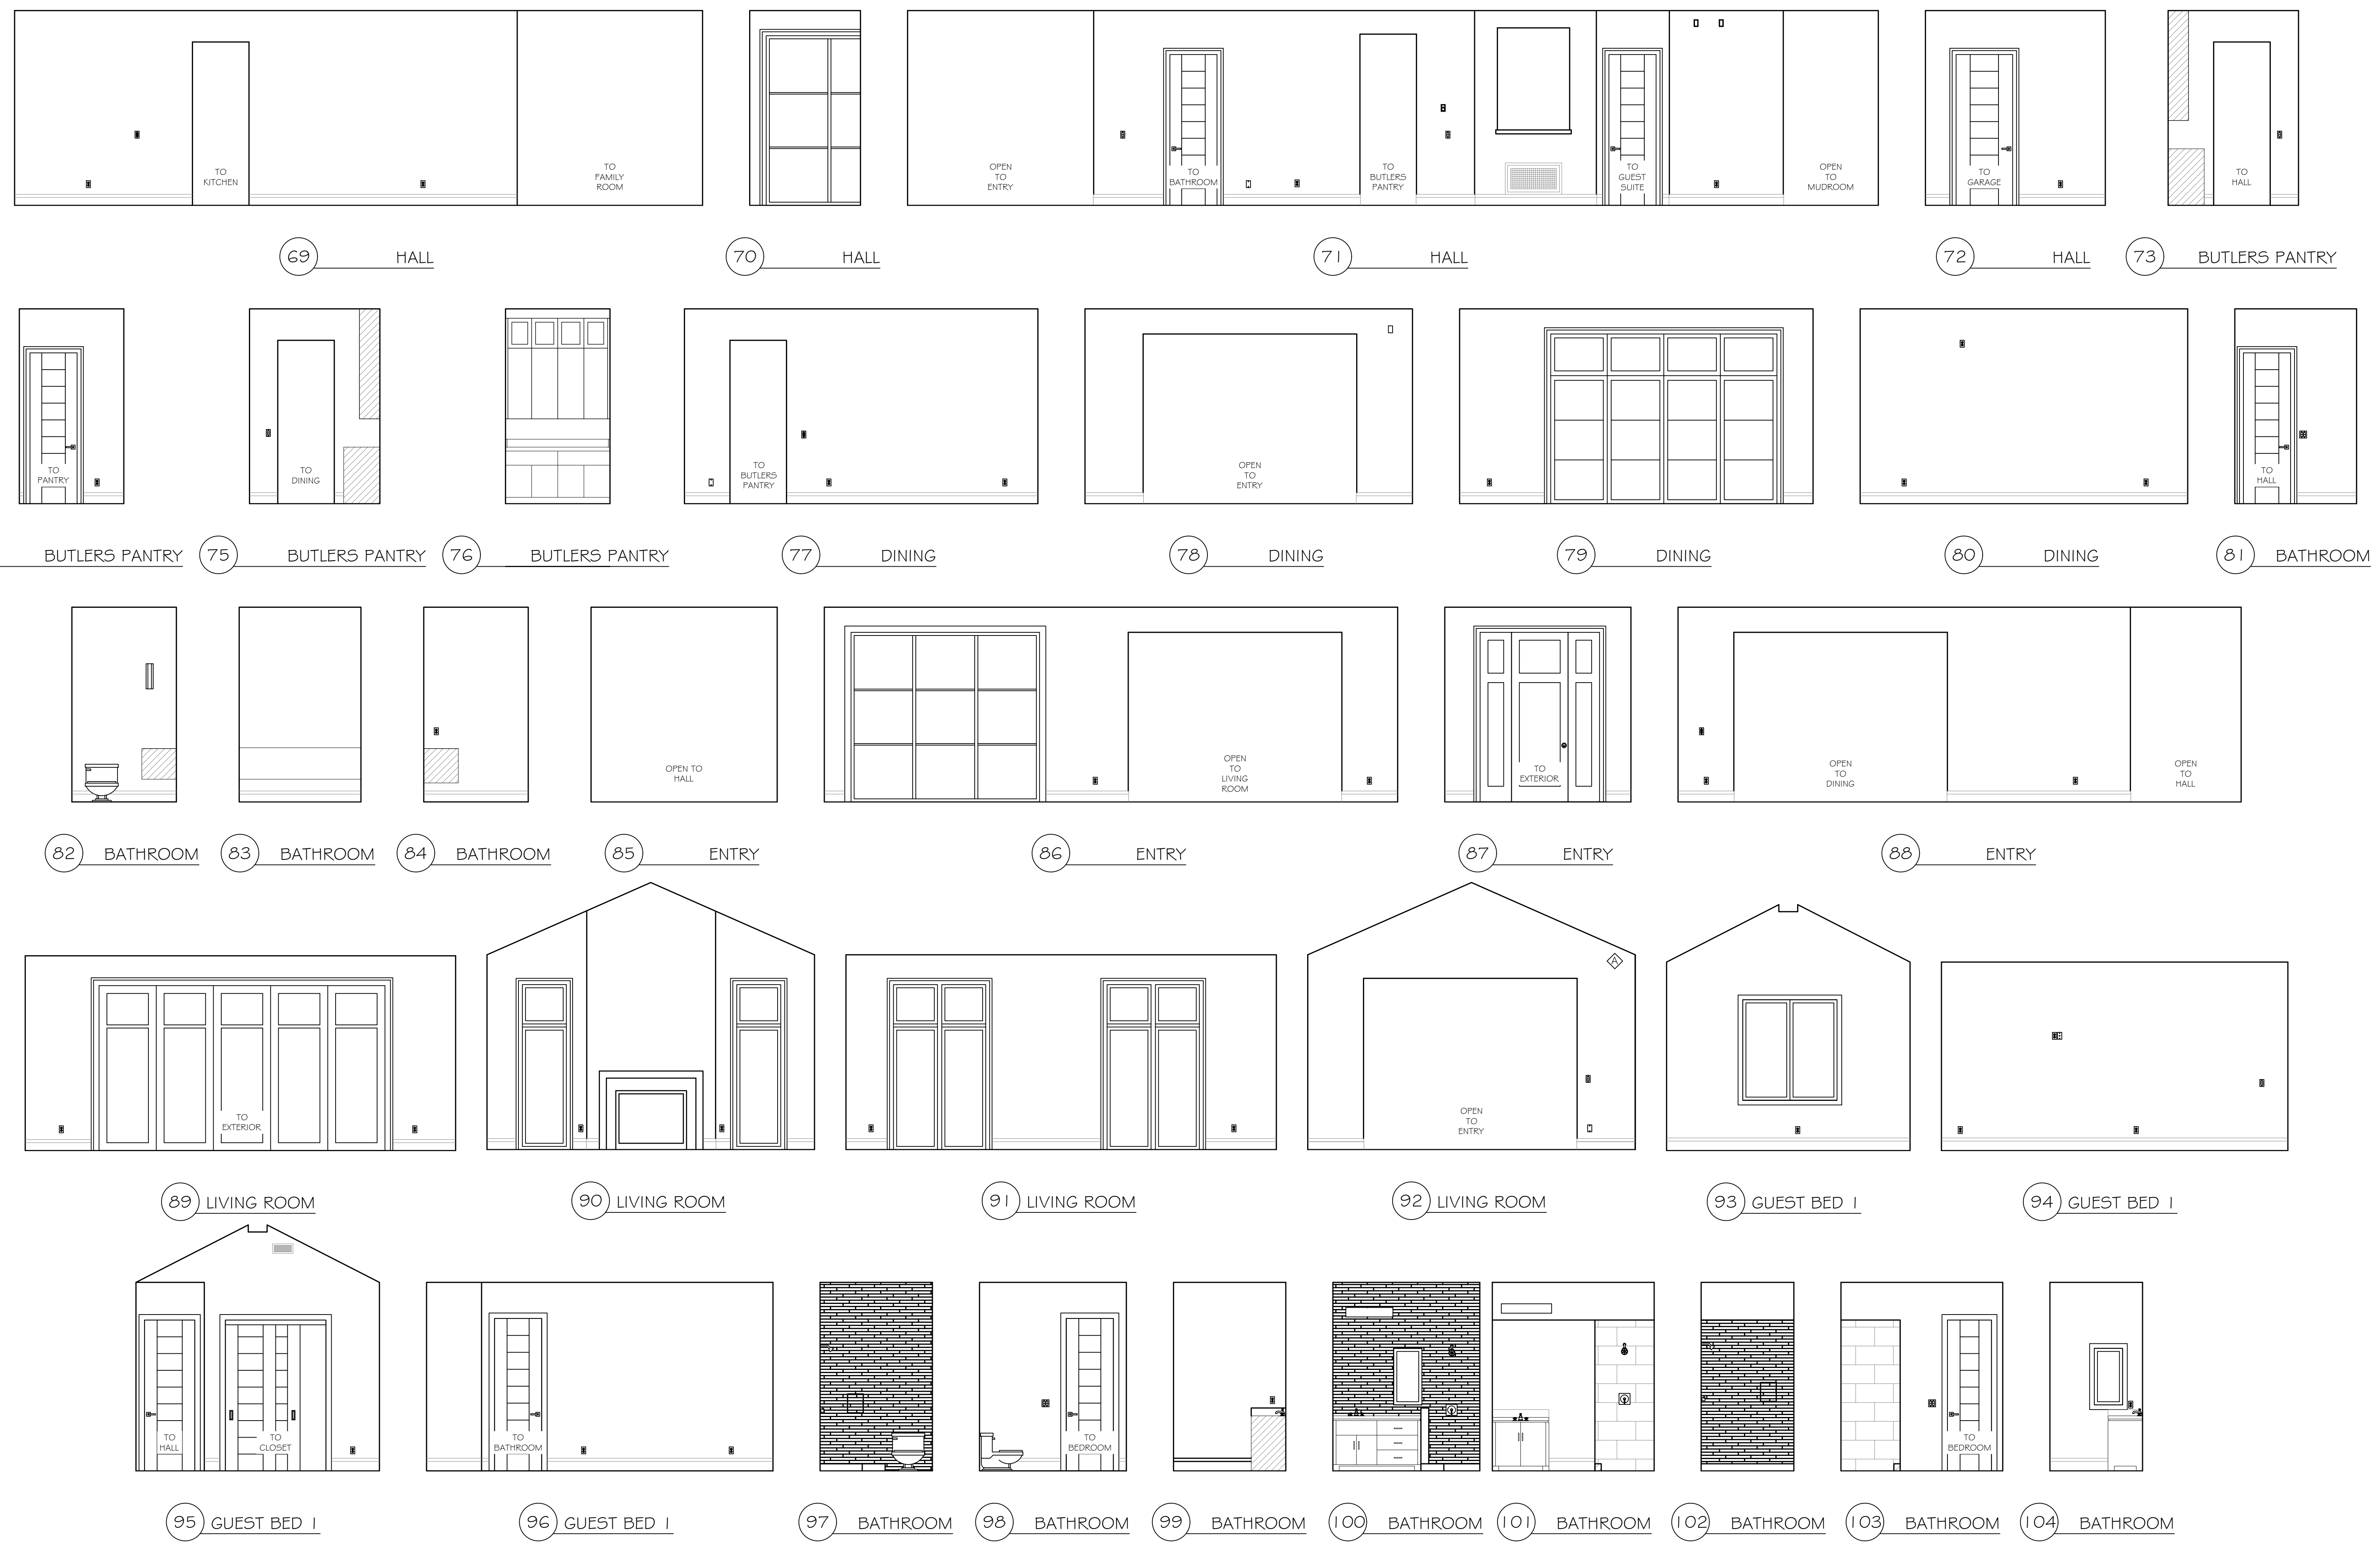 TO
KITCHEN
TO
FAMILY
ROOM
OPEN
TO
ENTRY
TO
BATHROOM
TO
BUTLERS
PANTRY
TO
GUEST
SUITE
OPEN
TO
MUDROOM
TO
GARAGE
TO
HALL
69 HALL
70 HALL
71 HALL
72 HALL
73 BUTLERS PANTRY
TO
PANTRY
TO
DINING
TO
BUTLERS
PANTRY
OPEN
TO
ENTRY
TO
HALL
BUTLERS PANTRY
75 BUTLERS PANTRY
76 BUTLERS PANTRY
77 DINING
78 DINING
79 DINING
80 DINING
81 BATHROOM
OPEN TO
HALL
OPEN
TO
LIVING
ROOM
TO
EXTERIOR
OPEN
TO
DINING
OPEN
TO
HALL
82 BATHROOM
83 BATHROOM
84 BATHROOM
85 ENTRY
86 ENTRY
87 ENTRY
88 ENTRY
TO
EXTERIOR
A
OPEN
TO
ENTRY
89 LIVING ROOM
90 LIVING ROOM
91 LIVING ROOM
92 LIVING ROOM
93 GUEST BED 1
94 GUEST BED 1
TO
HALL
TO
CLOSET
TO
BATHROOM
TO
BEDROOM
TO
BEDROOM
95 GUEST BED 1
96 GUEST BED 1
97 BATHROOM
98 BATHROOM
99 BATHROOM
100 BATHROOM
101 BATHROOM
102 BATHROOM
103 BATHROOM
104 BATHROOM